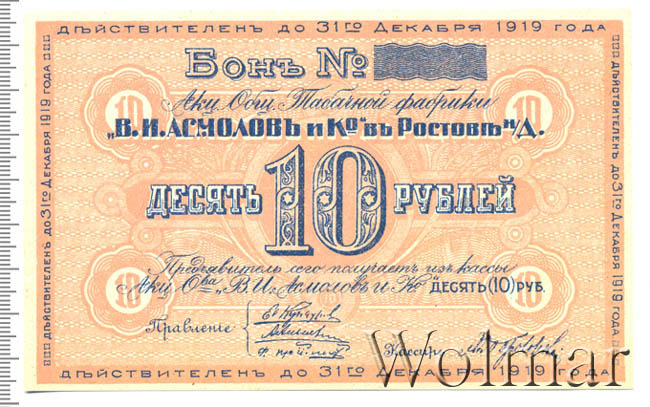 дѣйствителенъ до 31го Декабря 1919 года
Бонъ №
Акц. Общ. Табачной фабрики
„В. И. Асмоловъ и Ко" въ Ростовѣ н/Д.
ДЕСЯТЬ 10 РУБЛЕЙ
Предъявитель сего получаетъ изъ кассы
Акц. О-ва „В. И. Асмоловъ и Ко" ДЕСЯТЬ (10) РУБ.
Правленіе
Кассиръ
дѣйствителенъ до 31го Декабря 1919 года
дѣйствителенъ до 31го Декабря 1919 года
дѣйствителенъ до 31го Декабря 1919 года
10
10
10
10
Wolmar